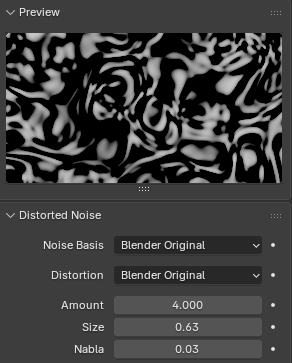 Preview
Distorted Noise
Noise Basis Blender Original
Distortion Blender Original
Amount 4.000
Size 0.63
Nabla 0.03